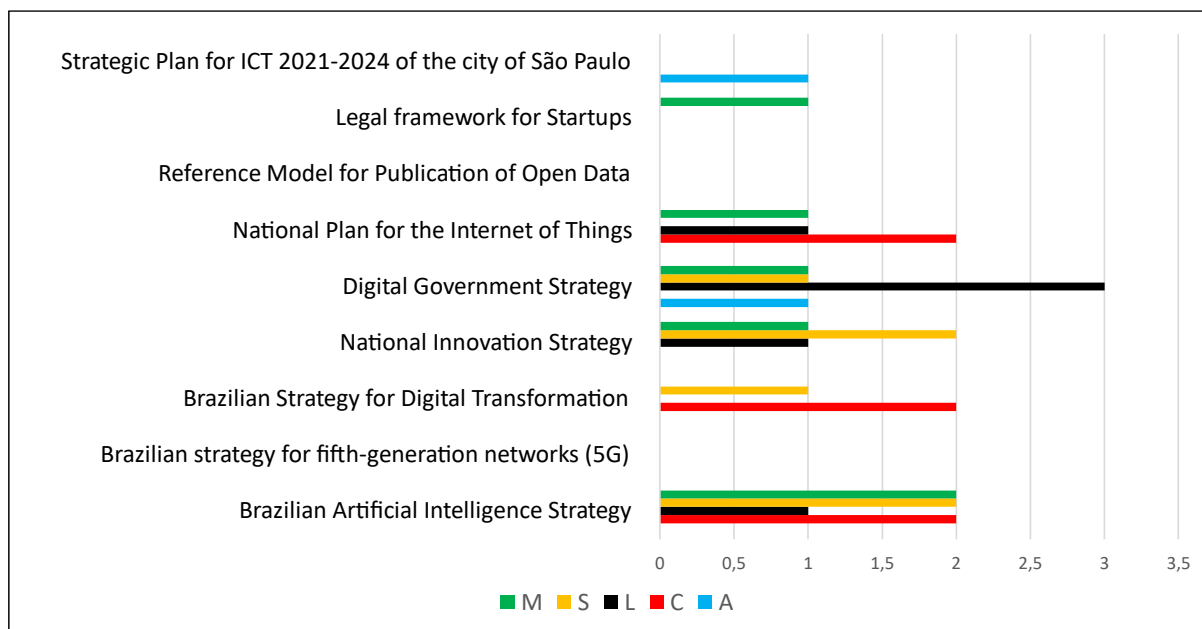 Strategic Plan for ICT 2021-2024 of the city of São Paulo
Legal framework for Startups
Reference Model for Publication of Open Data
National Plan for the Internet of Things
Digital Government Strategy
National Innovation Strategy
Brazilian Strategy for Digital Transformation
Brazilian strategy for fifth-generation networks (5G)
Brazilian Artificial Intelligence Strategy
0 0,5 1 1,5 2 2,5 3 3,5
M S L C A